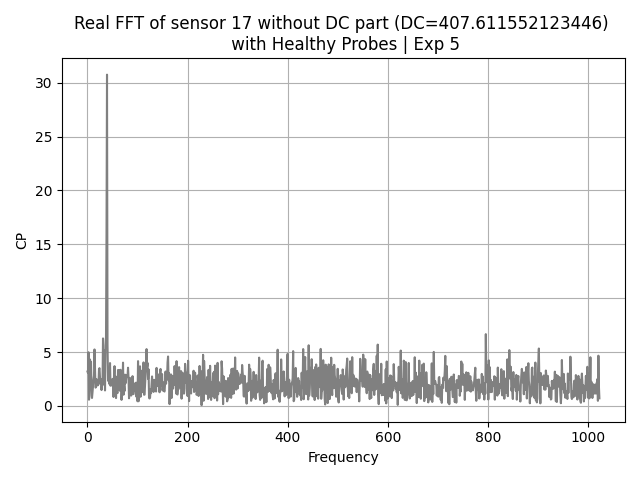 Real FFT of sensor 17 without DC part (DC=407.611552123446)
with Healthy Probes | Exp 5
30
25
20
15
10
5
0
CP
0 200 400 600 800 1000
Frequency